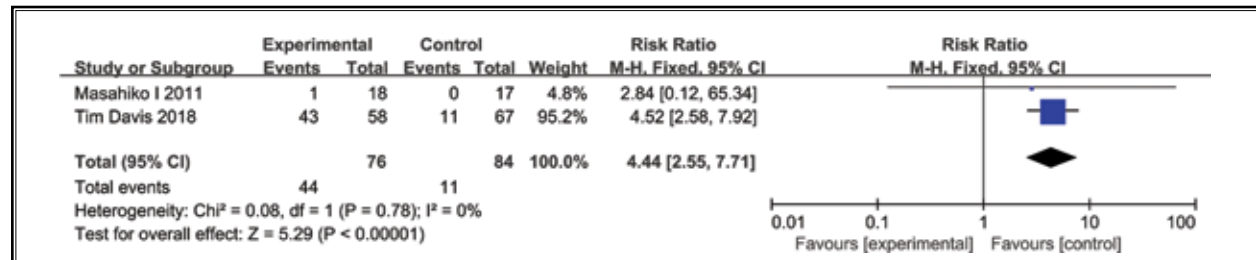 Experimental Control Risk Ratio Risk Ratio
Study or Subgroup Events Total Events Total Weight M-H, Fixed, 95% CI M-H, Fixed, 95% CI
Masahiko I 2011 1 18 0 17 4.8% 2.84 [0.12, 65.34]
Tim Davis 2018 43 58 11 67 95.2% 4.52 [2.58, 7.92]
Total (95% CI) 76 84 100.0% 4.44 [2.55, 7.71]
Total events 44 11
Heterogeneity: Chi² = 0.08, df = 1 (P = 0.78); I² = 0%
Test for overall effect: Z = 5.29 (P < 0.00001)
0.01 0.1 1 10 100
Favours [experimental] Favours [control]